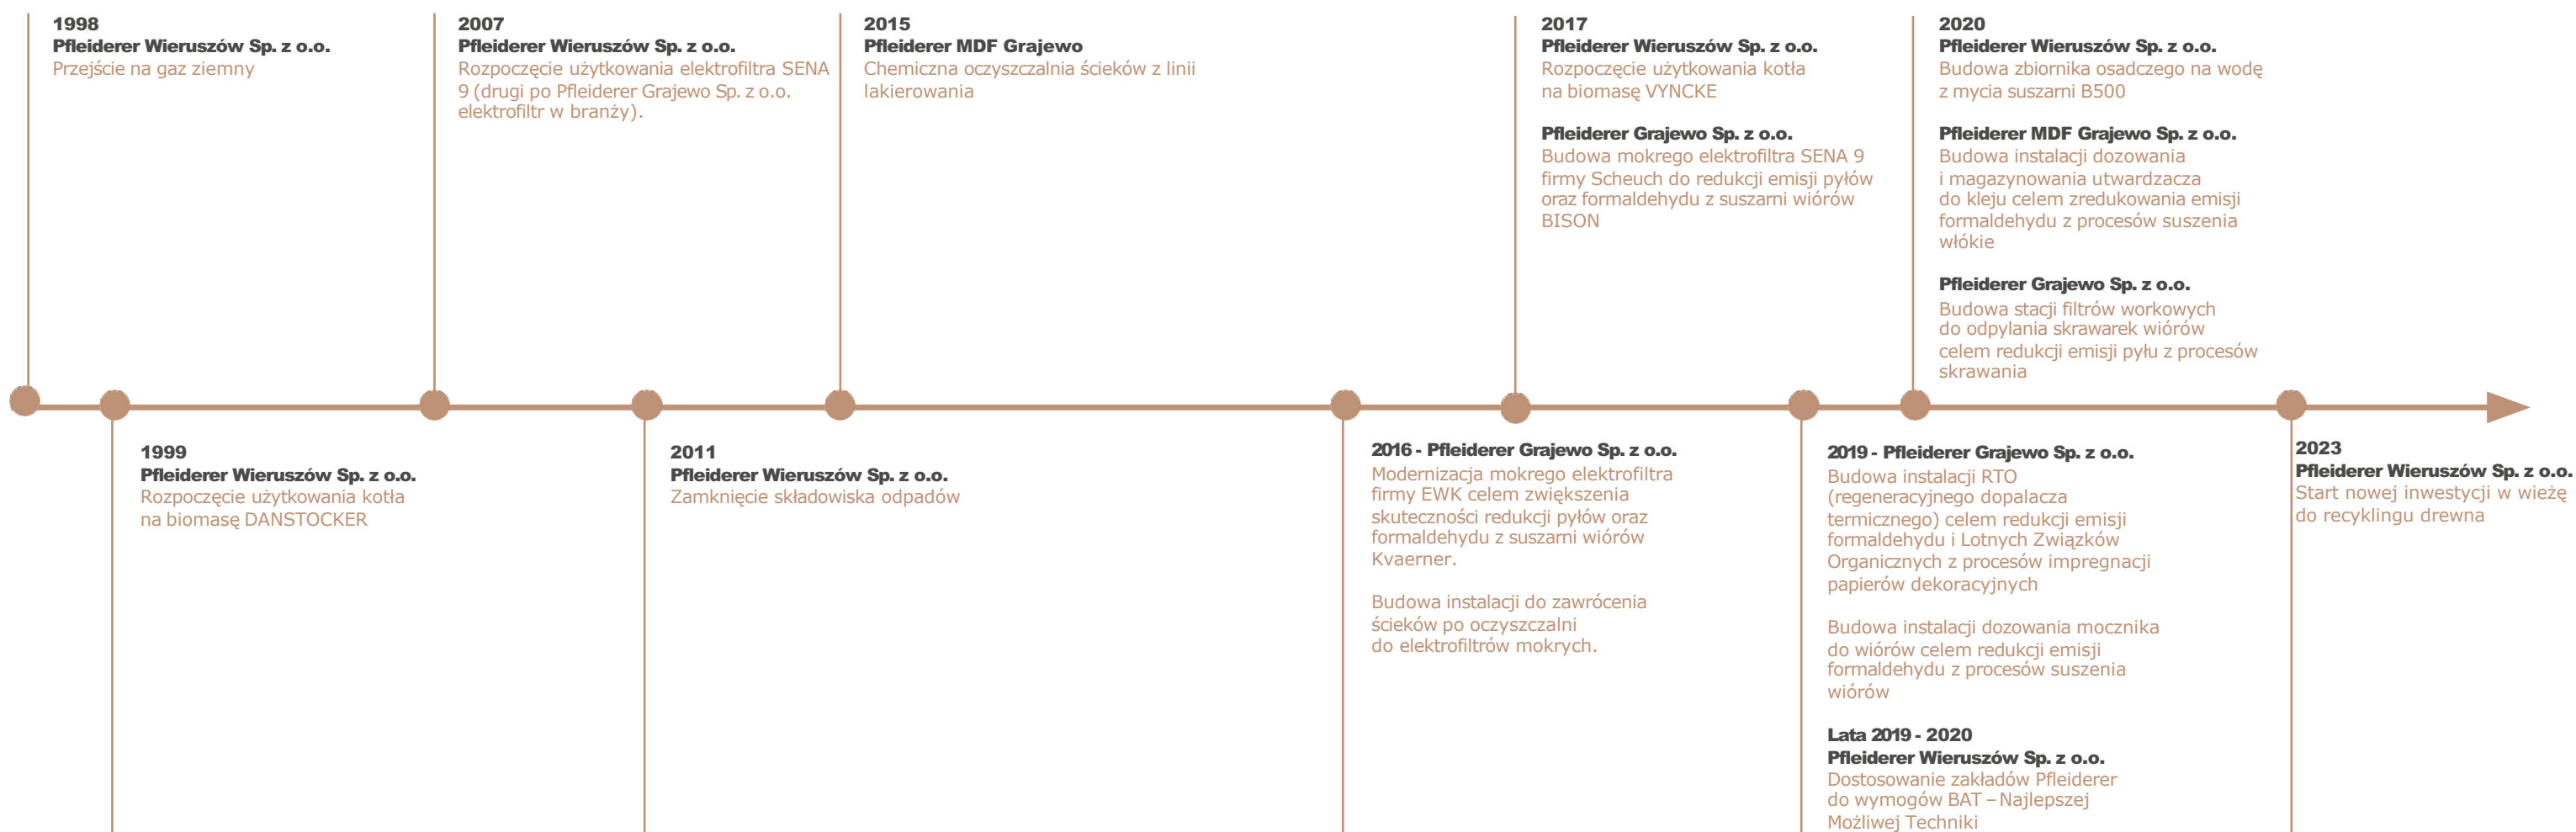 1998
Pfleiderer Wieruszów Sp. z o.o.
Przejście na gaz ziemny
2007
Pfleiderer Wieruszów Sp. z o.o.
Rozpoczęcie użytkowania elektrofiltra SENA
9 (drugi po Pfleiderer Grajewo Sp. z o.o.
elektrofiltr w branży).
2015
Pfleiderer MDF Grajewo
Chemiczna oczyszczalnia ścieków z linii
lakierowania
2017
Pfleiderer Wieruszów Sp. z o.o.
Rozpoczęcie użytkowania kotła
na biomasę VYNCKE
Pfleiderer Grajewo Sp. z o.o.
Budowa mokrego elektrofiltra SENA 9
firmy Scheuch do redukcji emisji pyłów
oraz formaldehydu z suszarni wiórów
BISON
2020
Pfleiderer Wieruszów Sp. z o.o.
Budowa zbiornika osadczego na wodę
z mycia suszarni B500
Pfleiderer MDF Grajewo Sp. z o.o.
Budowa instalacji dozowania
i magazynowania utwardzacza
do kleju celem zredukowania emisji
formaldehydu z procesów suszenia
włókie
Pfleiderer Grajewo Sp. z o.o.
Budowa stacji filtrów workowych
do odpylania skrawarek wiórów
celem redukcji emisji pyłu z procesów
skrawania
1999
Pfleiderer Wieruszów Sp. z o.o.
Rozpoczęcie użytkowania kotła
na biomasę DANSTOCKER
2011
Pfleiderer Wieruszów Sp. z o.o.
Zamknięcie składowiska odpadów
2016 - Pfleiderer Grajewo Sp. z o.o.
Modernizacja mokrego elektrofiltra
firmy EWK celem zwiększenia
skuteczności redukcji pyłów oraz
formaldehydu z suszarni wiórów
Kvaerner.
Budowa instalacji do zawrócenia
ścieków po oczyszczalni
do elektrofiltrów mokrych.
2019 - Pfleiderer Grajewo Sp. z o.o.
Budowa instalacji RTO
(regeneracyjnego dopalacza
termicznego) celem redukcji emisji
formaldehydu i Lotnych Związków
Organicznych z procesów impregnacji
papierów dekoracyjnych
Budowa instalacji dozowania mocznika
do wiórów celem redukcji emisji
formaldehydu z procesów suszenia
wiórów
Lata 2019 - 2020
Pfleiderer Wieruszów Sp. z o.o.
Dostosowanie zakładów Pfleiderer
do wymogów BAT – Najlepszej
Możliwej Techniki
2023
Pfleiderer Wieruszów Sp. z o.o.
Start nowej inwestycji w wieżę
do recyklingu drewna